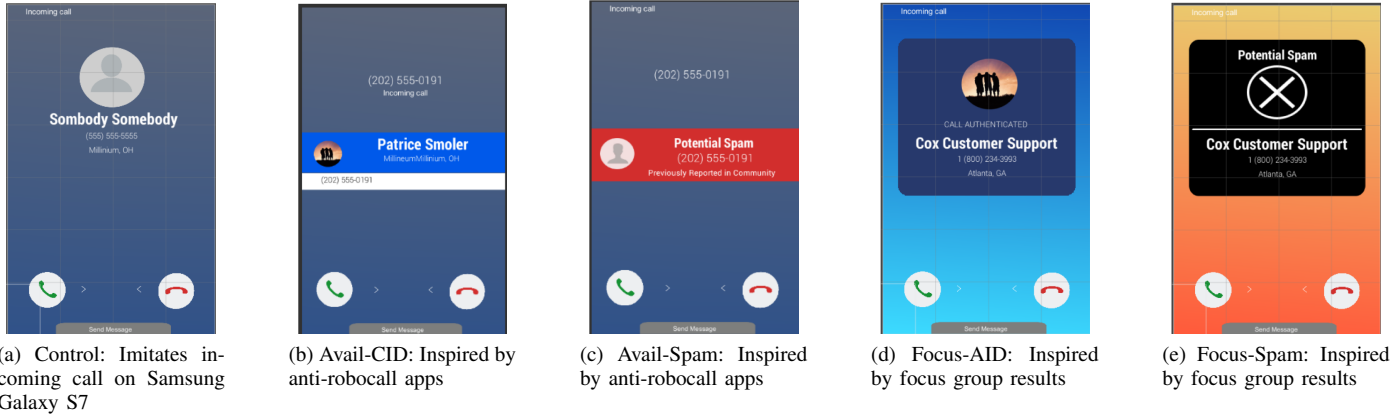 Incoming call
Sombody Somebody
(555) 555-5555
Millinium, OH
Send Message
(a) Control: Imitates in-
coming call on Samsung
Galaxy S7
(202) 555-0191
Incoming call
Patrice Smoler
MillineumMillinium, OH
(202) 555-0191
Send Message
(b) Avail-CID: Inspired by
anti-robocall apps
Incoming call
(202) 555-0191
Potential Spam
(202) 555-0191
Previously Reported in Community
Send Message
(c) Avail-Spam: Inspired
by anti-robocall apps
Incoming call
CALL AUTHENTICATED
Cox Customer Support
1 (800) 234-3993
Atlanta, GA
Send Message
(d) Focus-AID: Inspired
by focus group results
Incoming call
Potential Spam
Cox Customer Support
1 (800) 234-3993
Atlanta, GA
Send Message
(e) Focus-Spam: Inspired
by focus group results